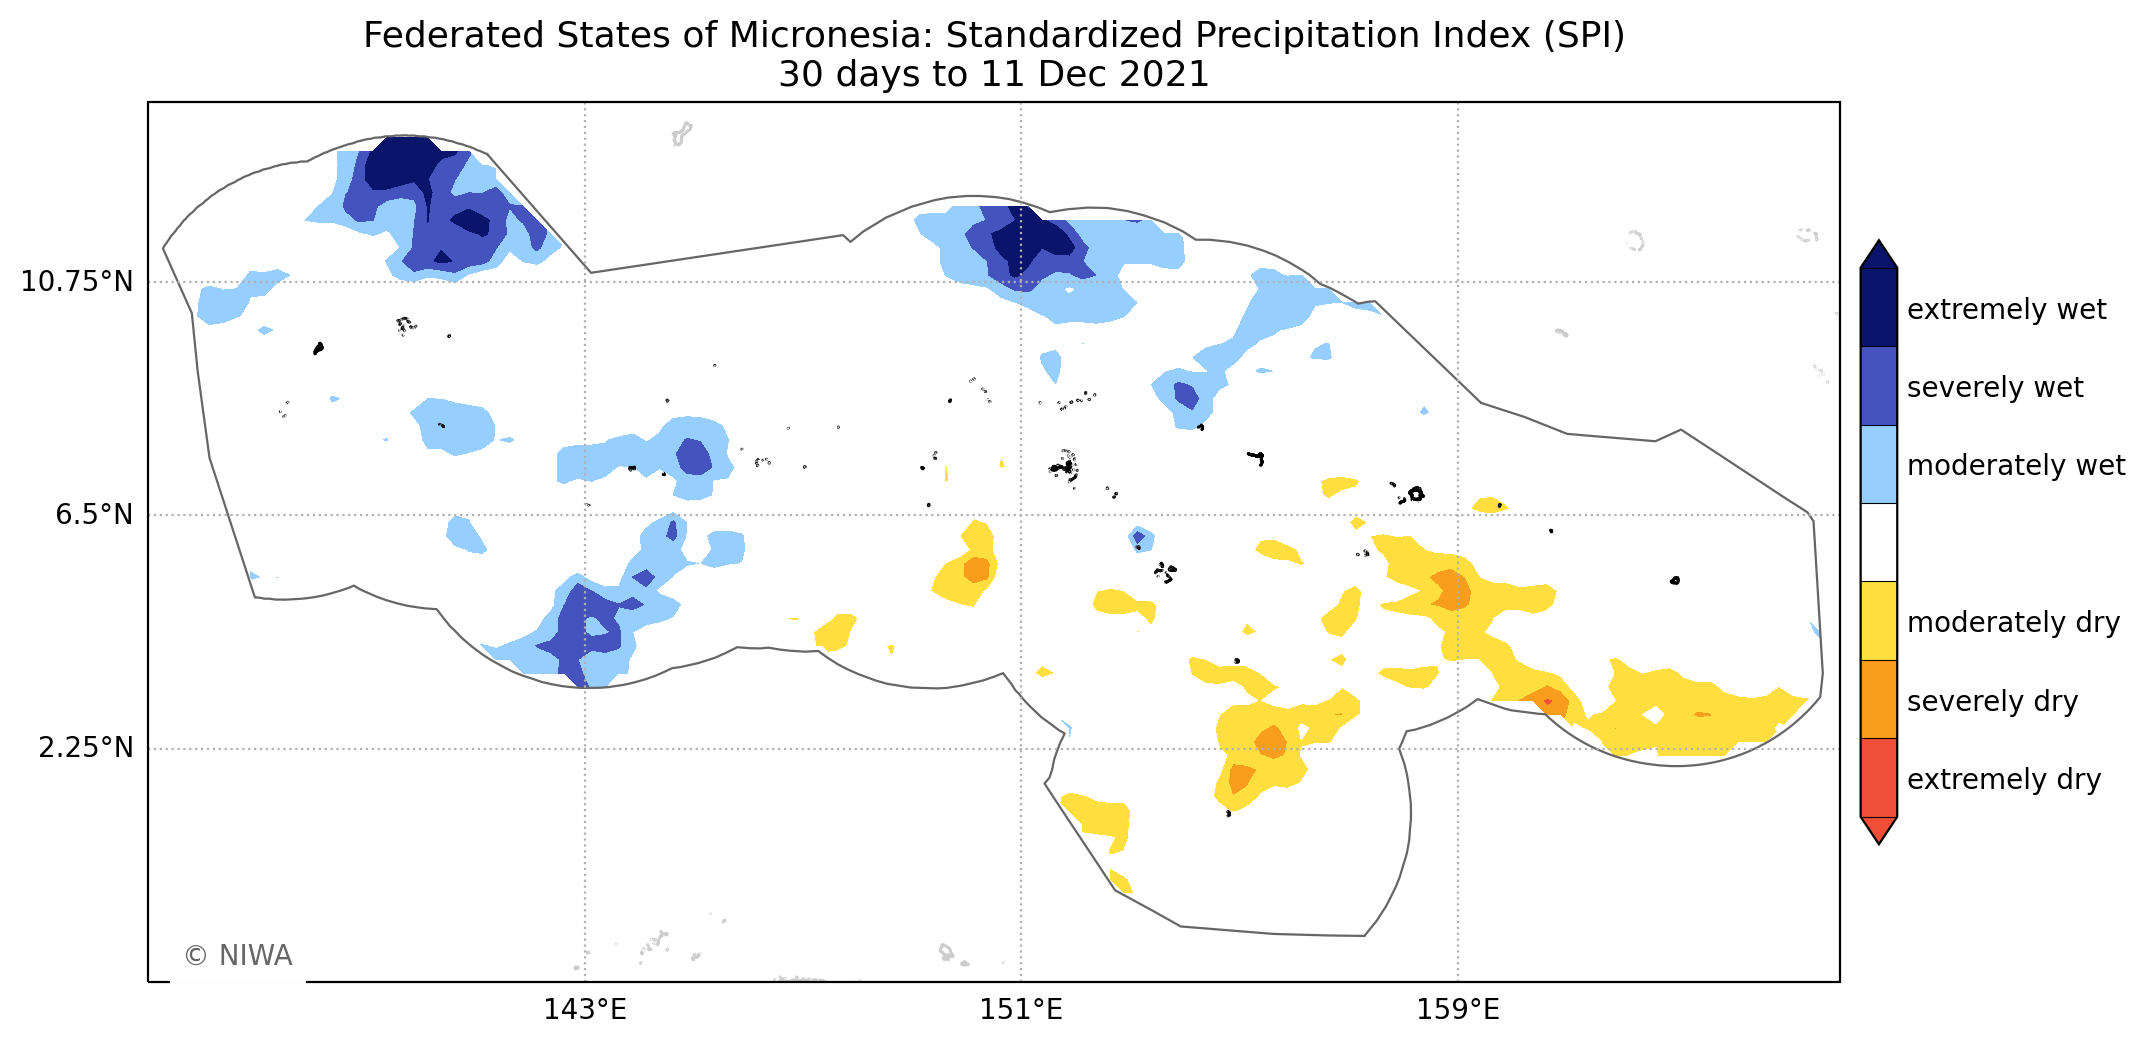 Federated States of Micronesia: Standardized Precipitation Index (SPI)
30 days to 11 Dec 2021
10.75°N
6.5°N
2.25°N
143°E
151°E
159°E
extremely wet
severely wet
moderately wet
moderately dry
severely dry
extremely dry
© NIWA